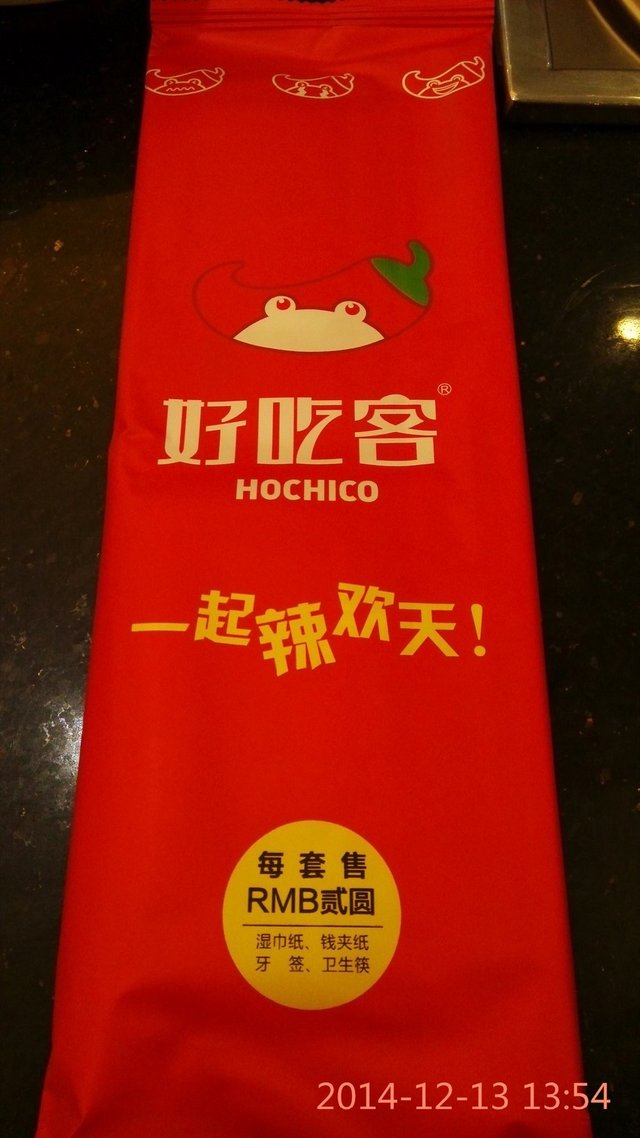 好吃客®
HOCHICO
一起辣欢天！
每套售
RMB贰圆
湿巾纸、钱夹纸
牙 签、卫生筷
2014-12-13 13:54